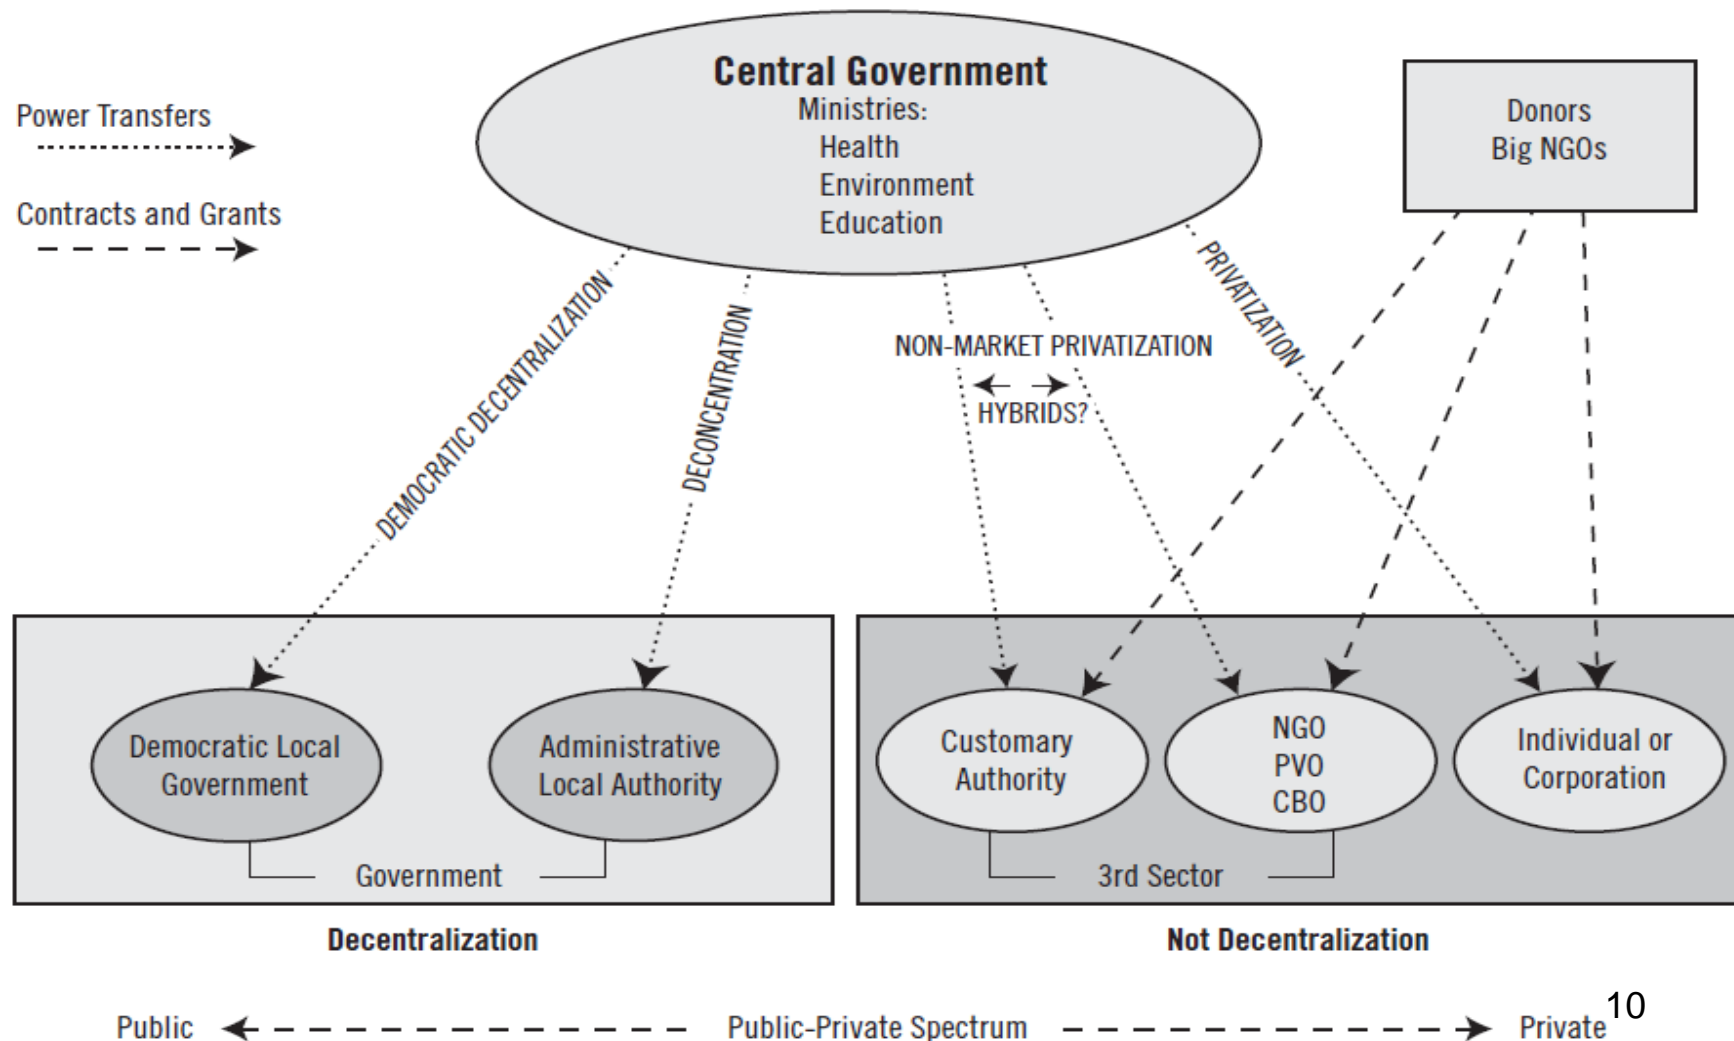 Central Government
Ministries:
Health
Environment
Education
Donors
Big NGOs
Power Transfers
Contracts and Grants
DEMOCRATIC DECENTRALIZATION
DECONCENTRATION
NON-MARKET PRIVATIZATION
HYBRIDS?
PRIVATIZATION
Democratic Local
Government
Administrative
Local Authority
Government
Customary
Authority
NGO
PVO
CBO
Individual or
Corporation
3rd Sector
Decentralization
Not Decentralization
Public
Public-Private Spectrum
Private
10